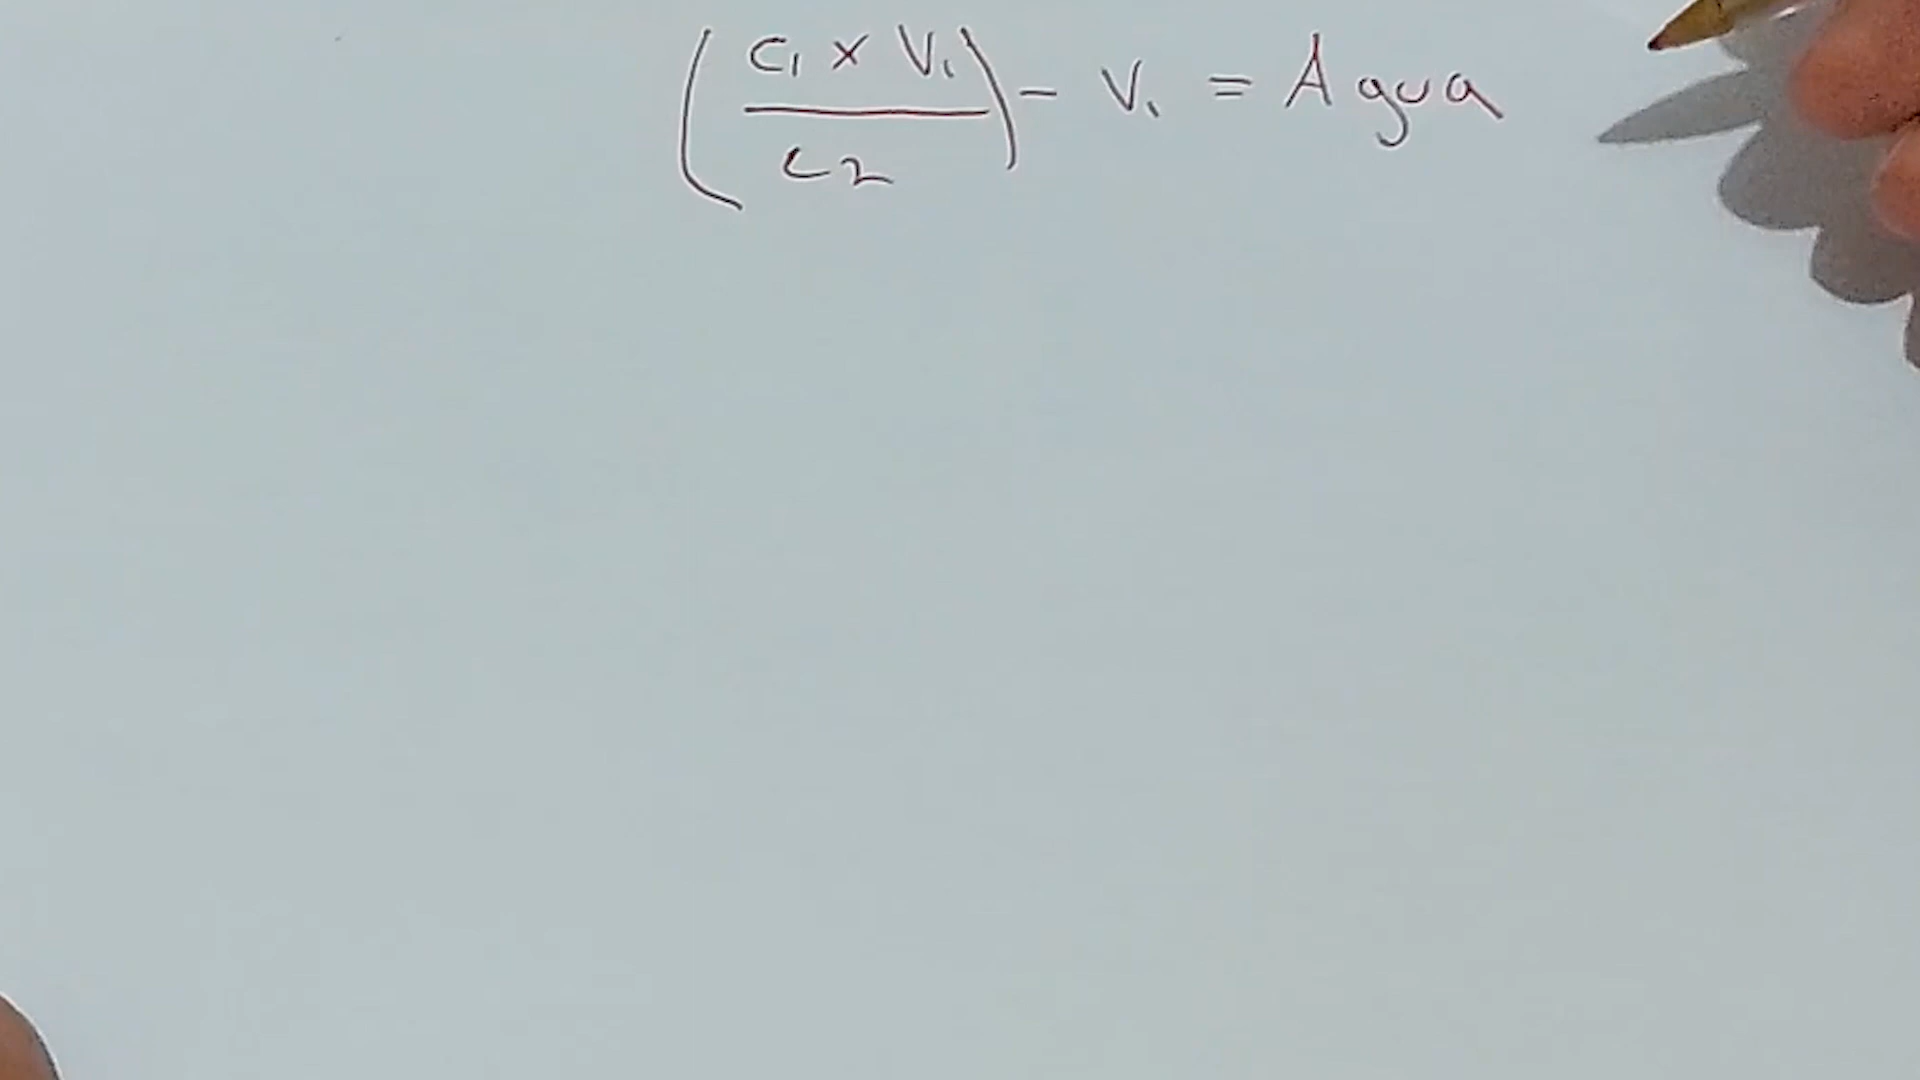 (C₁ x V₁ / C₂) - V₁ = Agua